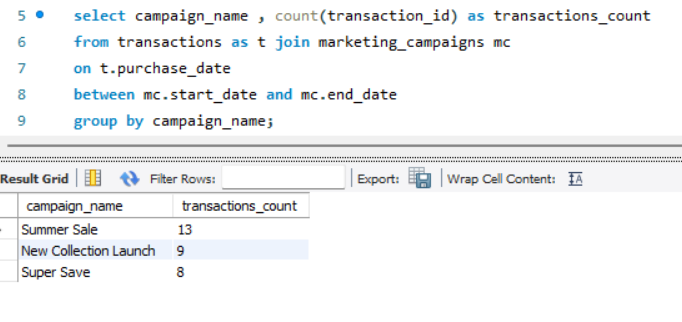 5 select campaign_name , count(transaction_id) as transactions_count
6 from transactions as t join marketing_campaigns mc
7 on t.purchase_date
8 between mc.start_date and mc.end_date
9 group by campaign_name;
Result Grid Filter Rows: Export: Wrap Cell Content: IA
campaign_name transactions_count
Summer Sale 13
New Collection Launch 9
Super Save 8